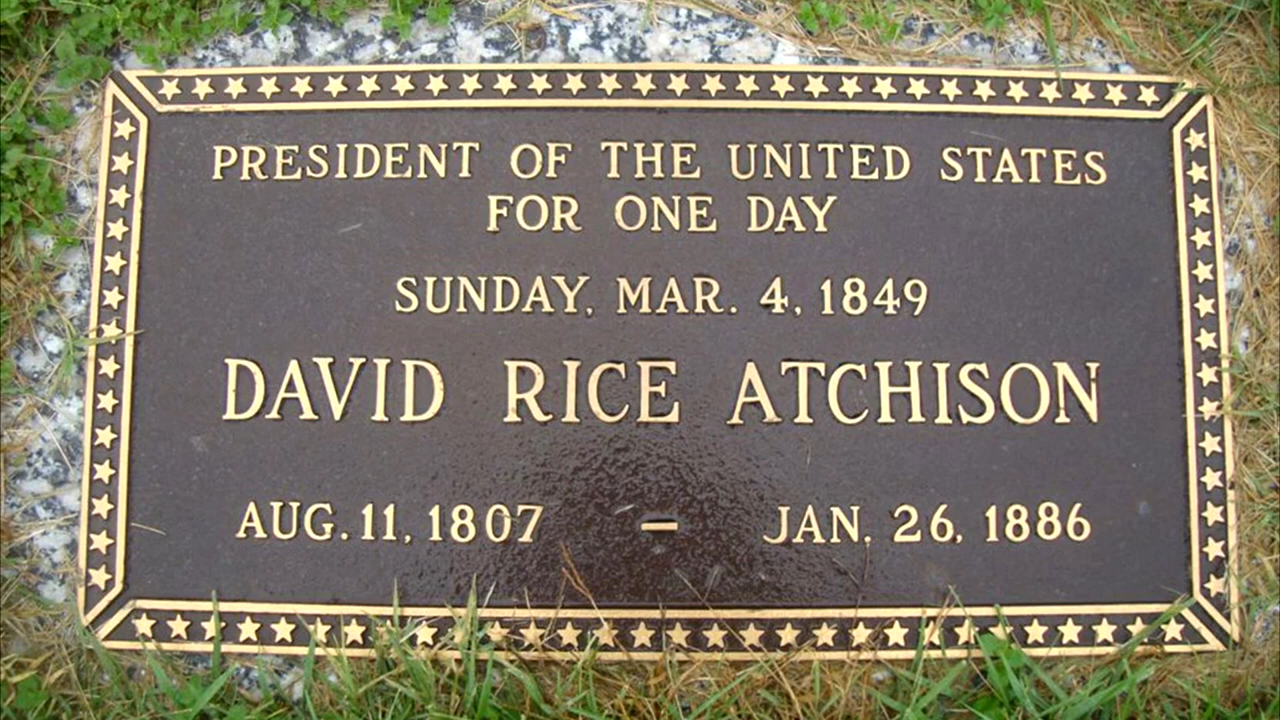 PRESIDENT OF THE UNITED STATES
FOR ONE DAY
SUNDAY, MAR. 4, 1849
DAVID RICE ATCHISON
AUG. 11, 1807 – JAN. 26, 1886